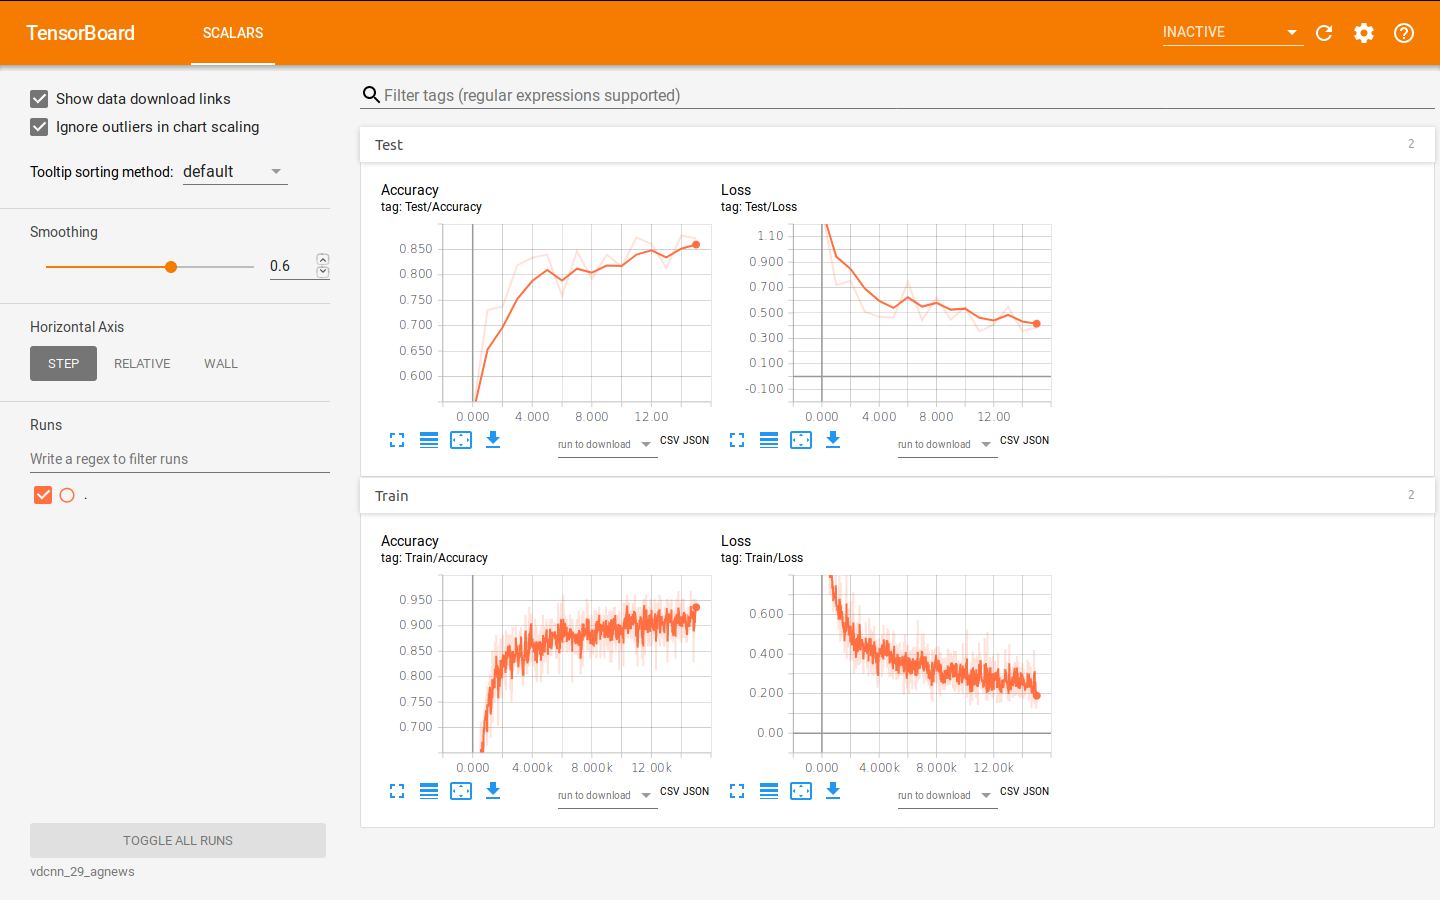 TensorBoard SCALARS INACTIVE
Show data download links
Ignore outliers in chart scaling
Tooltip sorting method: default
Smoothing
0.6
Horizontal Axis
STEP RELATIVE WALL
Runs
Write a regex to filter runs
.
TOGGLE ALL RUNS
vdcnn_29_agnews
Filter tags (regular expressions supported)
Test 2
Accuracy
tag: Test/Accuracy
0.850
0.800
0.750
0.700
0.650
0.600
0.000 4.000 8.000 12.00
run to download CSV JSON
Loss
tag: Test/Loss
1.10
0.900
0.700
0.500
0.300
0.100
-0.100
0.000 4.000 8.000 12.00
run to download CSV JSON
Train 2
Accuracy
tag: Train/Accuracy
0.950
0.900
0.850
0.800
0.750
0.700
0.000 4.000k 8.000k 12.00k
run to download CSV JSON
Loss
tag: Train/Loss
0.600
0.400
0.200
0.00
0.000 4.000k 8.000k 12.00k
run to download CSV JSON